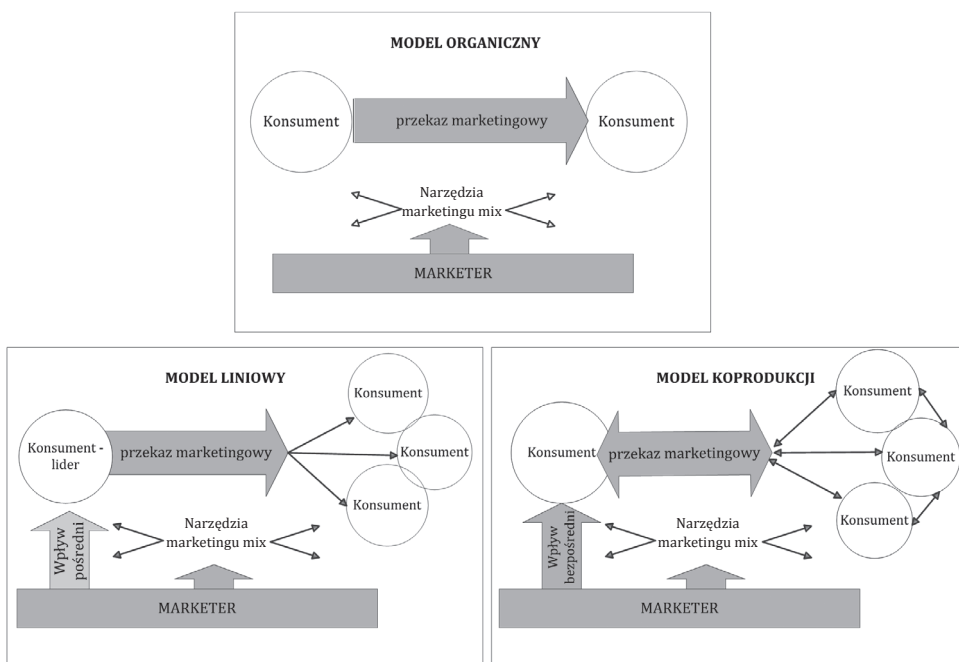 MODEL ORGANICZNY
Konsument
przekaz marketingowy
Konsument
Narzędzia
marketingu mix
MARKETER
MODEL LINIOWY
Konsument -
lider
przekaz marketingowy
Konsument
Konsument
Konsument
Wpływ
pośredni
Narzędzia
marketingu mix
MARKETER
MODEL KOPRODUKCJI
Konsument
przekaz marketingowy
Konsument
Konsument
Konsument
Wpływ
bezpośredni
Narzędzia
marketingu mix
MARKETER